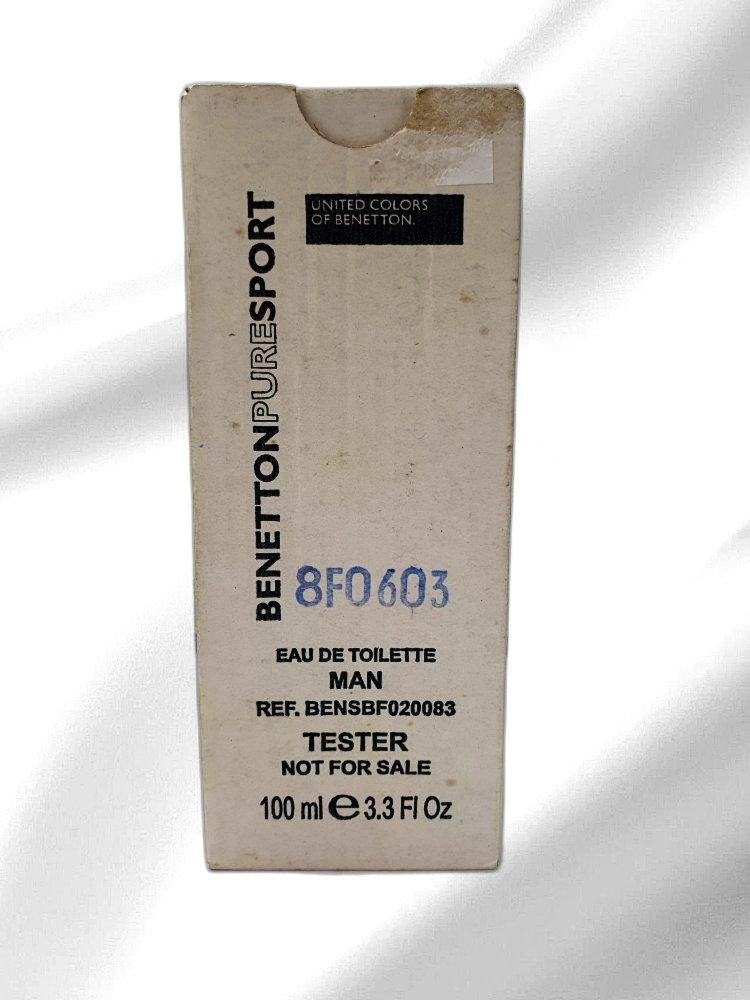 UNITED COLORS
OF BENETTON.
BENETTONPURESPORT
8F0603
EAU DE TOILETTE
MAN
REF. BENSBF020083
TESTER
NOT FOR SALE
100 ml e 3.3 Fl Oz